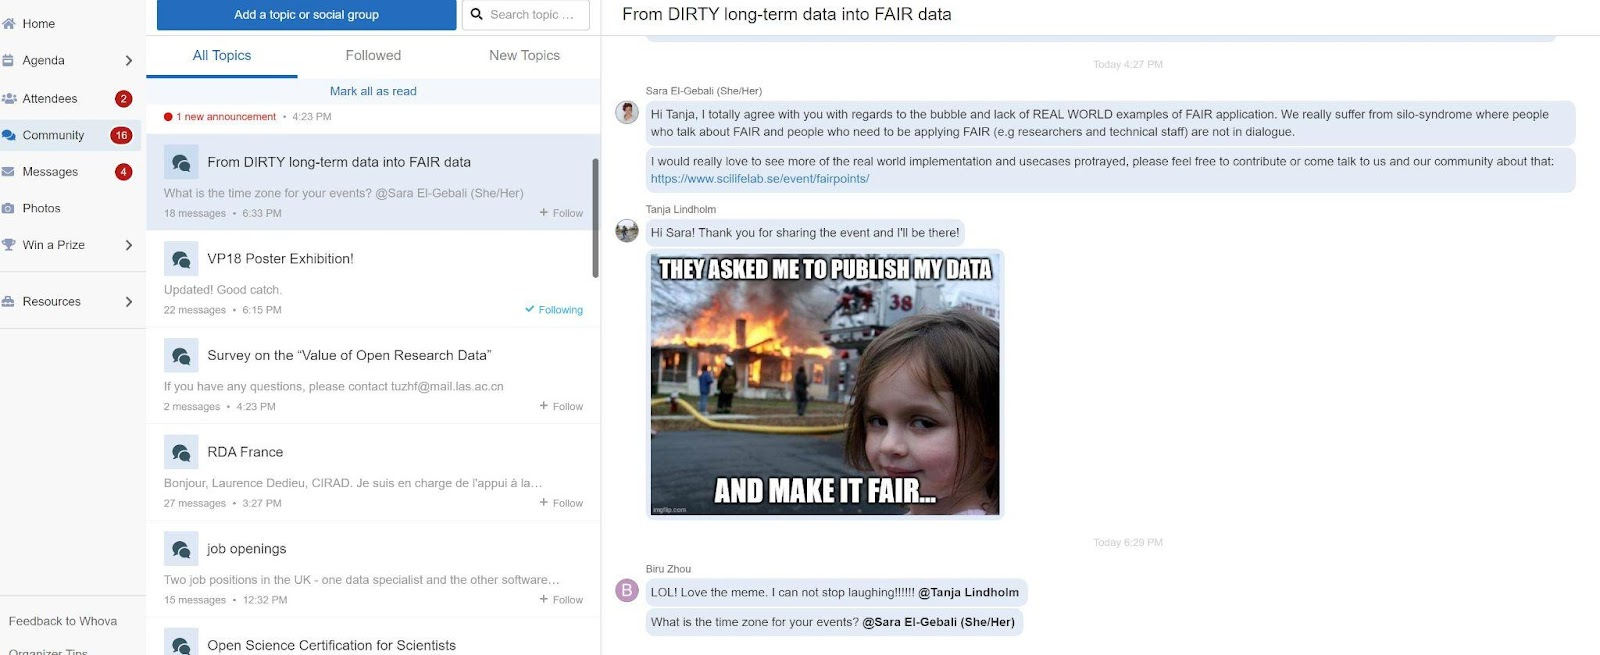 Home
Agenda
Attendees
2
Community
16
Messages
4
Photos
Win a Prize
Resources
Feedback to Whova
Organizer Tips
Add a topic or social group
Search topic ...
All Topics
Followed
New Topics
Mark all as read
1 new announcement • 4:23 PM
From DIRTY long-term data into FAIR data
What is the time zone for your events? @Sara El-Gebali (She/Her)
18 messages • 6:33 PM
+ Follow
VP18 Poster Exhibition!
Updated! Good catch.
22 messages • 6:15 PM
Following
Survey on the “Value of Open Research Data”
If you have any questions, please contact tuzhf@mail.las.ac.cn
2 messages • 4:23 PM
+ Follow
RDA France
Bonjour, Laurence Dedieu, CIRAD. Je suis en charge de l'appui à la…
27 messages • 3:27 PM
+ Follow
job openings
Two job positions in the UK - one data specialist and the other software…
15 messages • 12:32 PM
+ Follow
Open Science Certification for Scientists
From DIRTY long-term data into FAIR data
Today 4:27 PM
Sara El-Gebali (She/Her)
Hi Tanja, I totally agree with you with regards to the bubble and lack of REAL WORLD examples of FAIR application. We really suffer from silo-syndrome where people
who talk about FAIR and people who need to be applying FAIR (e.g researchers and technical staff) are not in dialogue.
I would really love to see more of the real world implementation and usecases protrayed, please feel free to contribute or come talk to us and our community about that:
https://www.scilifelab.se/event/fairpoints/
Tanja Lindholm
Hi Sara! Thank you for sharing the event and I'll be there!
THEY ASKED ME TO PUBLISH MY DATA
38
AND MAKE IT FAIR...
imgflip.com
Today 6:29 PM
Biru Zhou
B
LOL! Love the meme. I can not stop laughing!!!!!! @Tanja Lindholm
What is the time zone for your events? @Sara El-Gebali (She/Her)